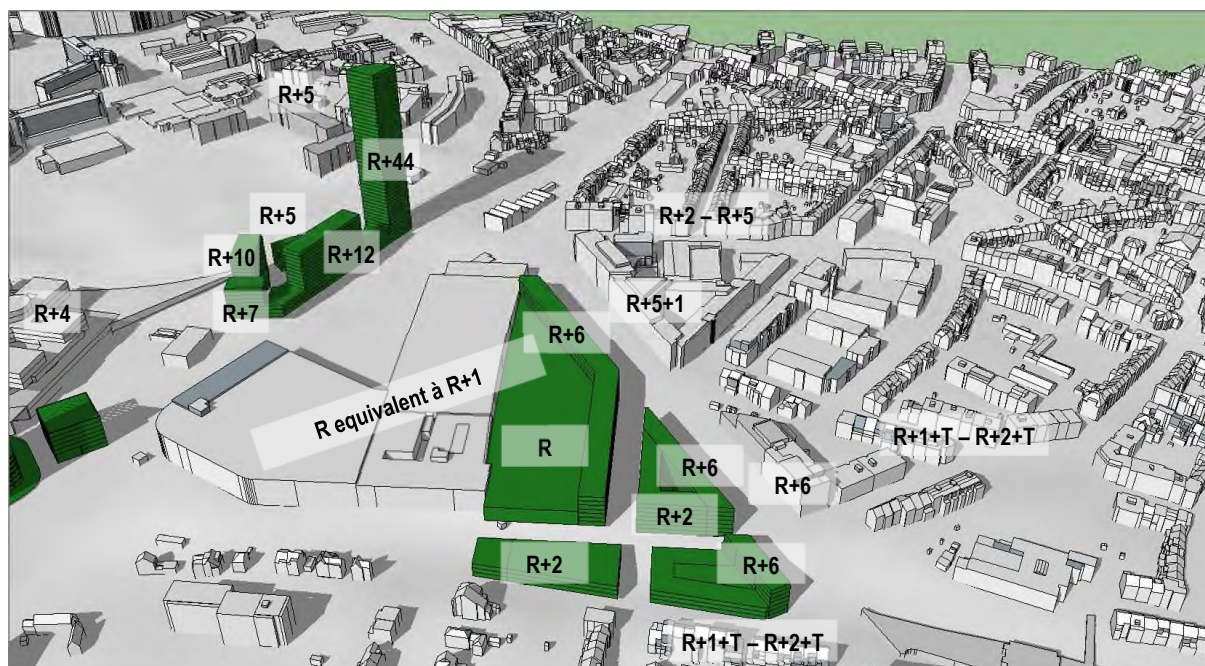 R+5
R+44
R+5
R+2 – R+5
R+10
R+12
R+4
R+7
R+5+1
R+6
R equivalent à R+1
R
R+6
R+1+T – R+2+T
R+6
R+2
R+2
R+6
R+1+T – R+2+T